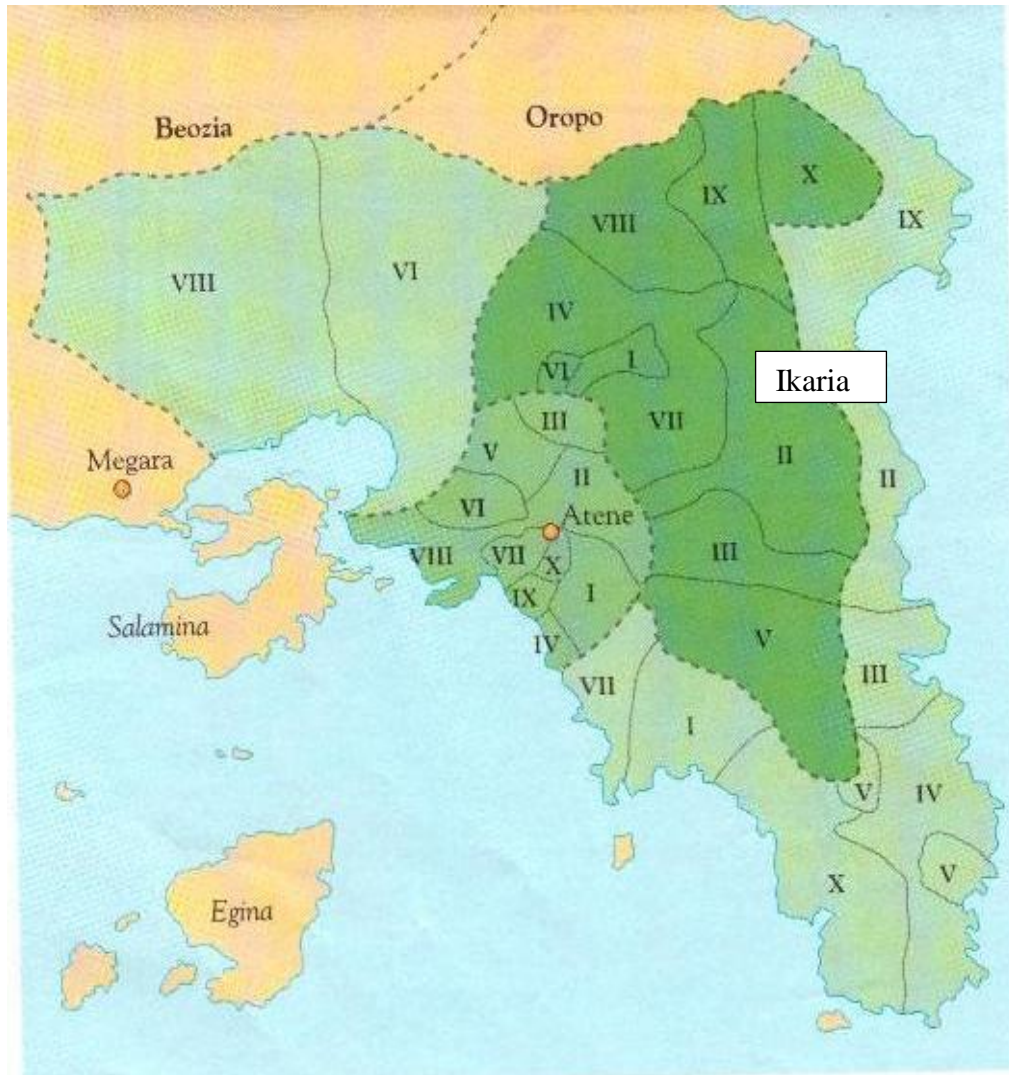 Beozia
Oropo
VIII
VI
VIII
IX
X
IX
IV
VI
I
VII
Ikaria
II
II
Megara
III
V
II
VI
Atene
VIII
VII
X
IX
I
IV
III
V
Salamina
VII
I
III
V
IV
X
V
Egina